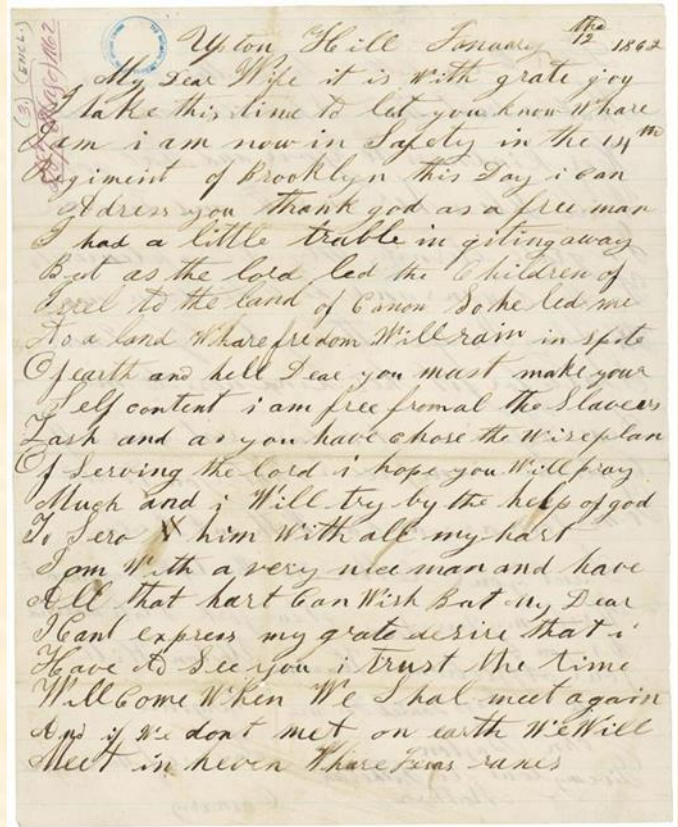 Upton Hill January the 12 1862
My Dear Wife it is with grate joy
I take this time to let you know Whare
I am i am now in Safety in the 14th
Regiment of Brooklyn this Day i can
Adress you thank god as a free man
I had a little truble in giting away
But as the lord led the Children of
Isrel to the land of Canon So he led me
To a land Whare fredom Will rain in spite
Of earth and hell Dear you must make your
Self content i am free from al the Slavers
Lash and as you have chose the Wise plan
Of Serving the lord i hope you Will pray
Much and i Will try by the help of god
To Serv him With all my hart
I am With a very nice man and have
All that hart Can Wish But My Dear
I Cant express my grate desire that i
Have To See you i trust the time
Will Come When We Shal meet again
And if We dont met on earth We Will
Meet in heven Whare Jesas ranes
(3) (ENCL.)
1862